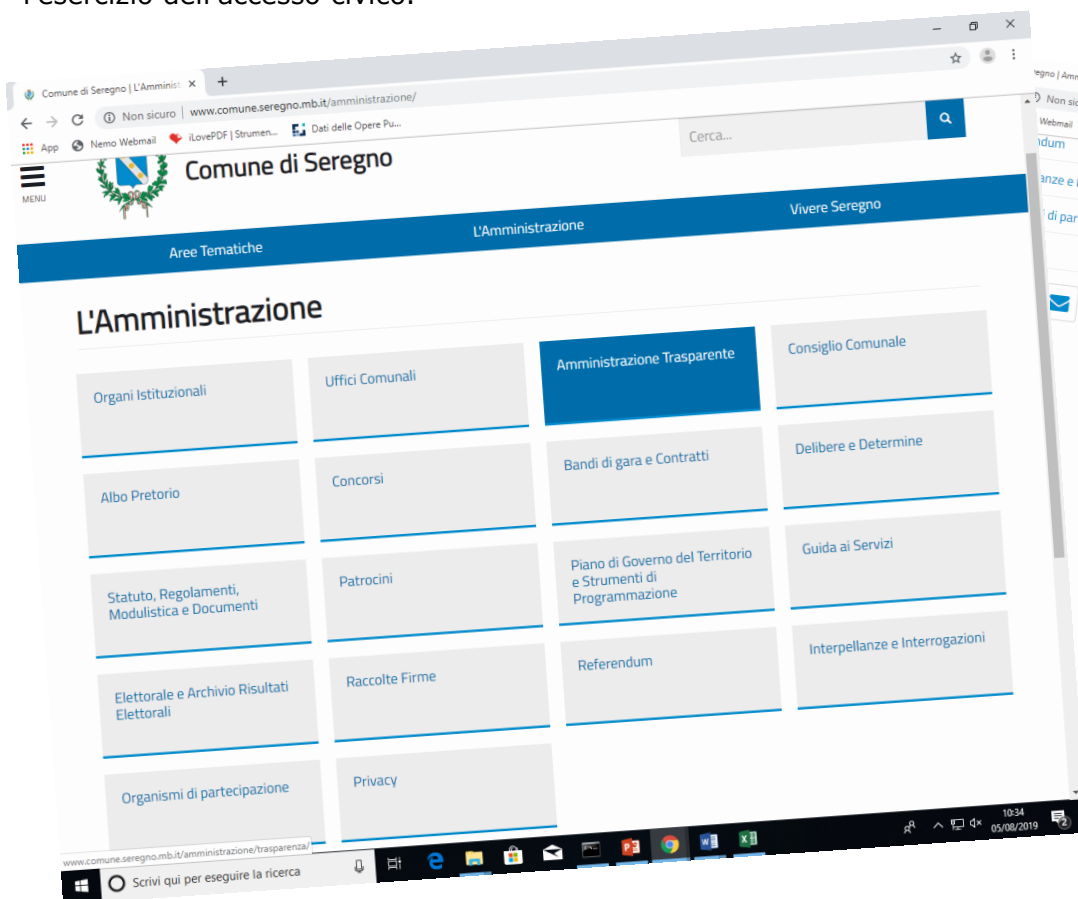 l'esercizio dell'accesso civico.
Comune di Seregno | L'Amminis
Non sicuro | www.comune.seregno.mb.it/amministrazione/
App Nemo Webmail iLovePDF | Strumen... Dati delle Opere Pu...
MENU
Comune di Seregno
Cerca...
Aree Tematiche L'Amministrazione Vivere Seregno
L'Amministrazione
Organi Istituzionali
Uffici Comunali
Amministrazione Trasparente
Consiglio Comunale
Albo Pretorio
Concorsi
Bandi di gara e Contratti
Delibere e Determine
Statuto, Regolamenti,
Modulistica e Documenti
Patrocini
Piano di Governo del Territorio
e Strumenti di
Programmazione
Guida ai Servizi
Elettorale e Archivio Risultati
Elettorali
Raccolte Firme
Referendum
Interpellanze e Interrogazioni
Organismi di partecipazione
Privacy
www.comune.seregno.mb.it/amministrazione/trasparenza/
Scrivi qui per eseguire la ricerca
10:34
05/08/2019
2
Non sic
Webmail
di par